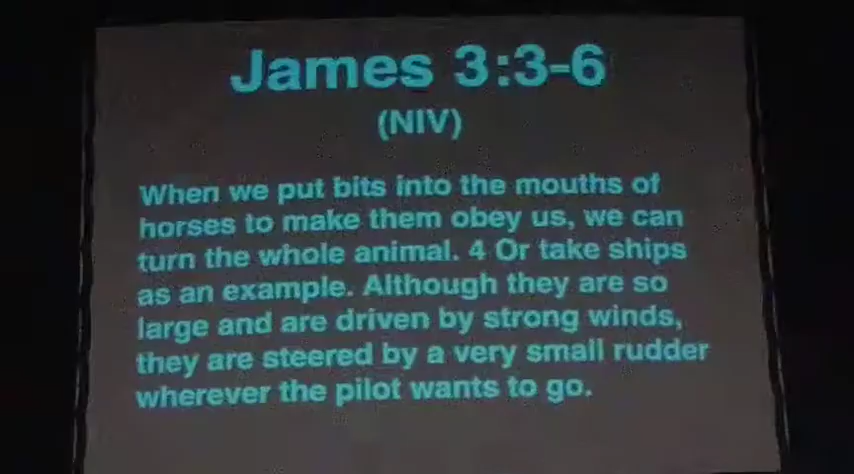 James 3:3-6
(NIV)
When we put bits into the mouths of
horses to make them obey us, we can
turn the whole animal. 4 Or take ships
as an example. Although they are so
large and are driven by strong winds,
they are steered by a very small rudder
wherever the pilot wants to go.